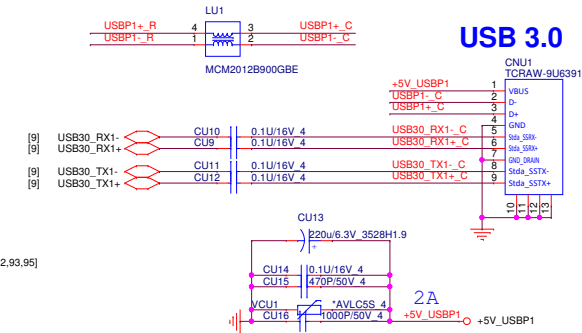 LU1
USBP1+_R 4 3 USBP1+_C
USBP1-_R 1 2 USBP1-_C
MCM2012B900GBE
USB 3.0
CNU1
TCRAW-9U6391
+5V_USBP1 1 VBUS
USBP1-_C 2 D-
USBP1+_C 3 D+
4 GND
[9] USB30_RX1- CU10 0.1U/16V_4 USB30_RX1-_C 5 Stda_SSRX-
[9] USB30_RX1+ CU9 0.1U/16V_4 USB30_RX1+_C 6 Stda_SSRX+
7 GND_DRAIN
[9] USB30_TX1- CU11 0.1U/16V_4 USB30_TX1-_C 8 Stda_SSTX-
[9] USB30_TX1+ CU12 0.1U/16V_4 USB30_TX1+_C 9 Stda_SSTX+
10 11 12 13
CU13
220u/6.3V_3528H1.9
+
2,93,95]
CU14 0.1U/16V_4
CU15 470P/50V_4
VCU1 *AVLC5S_4
CU16 1000P/50V_4
2A
+5V_USBP1 +5V_USBP1